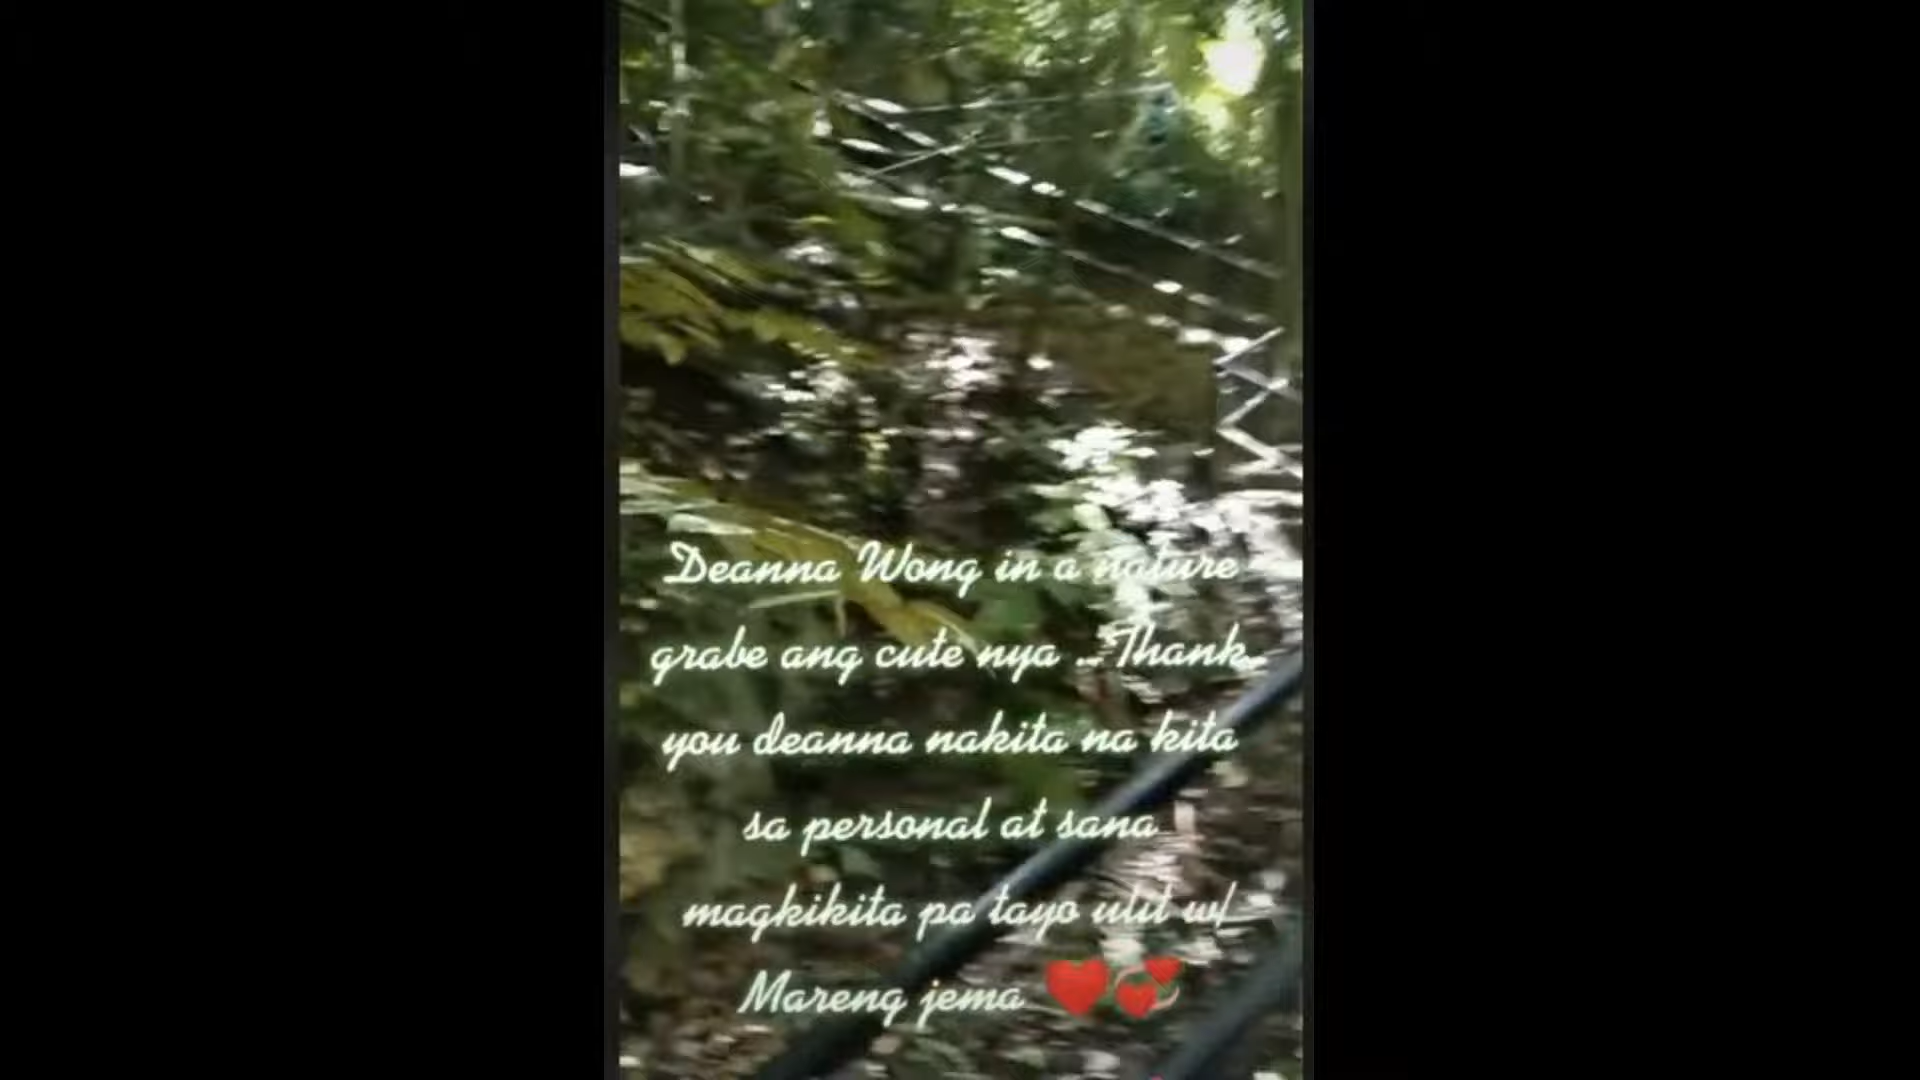 Deanna Wong in a nature
grabe ang cute nya ... Thank
you deanna nakita na kita
sa personal at sana
magkikita pa tayo ulit w/
Mareng jema ❤️💞